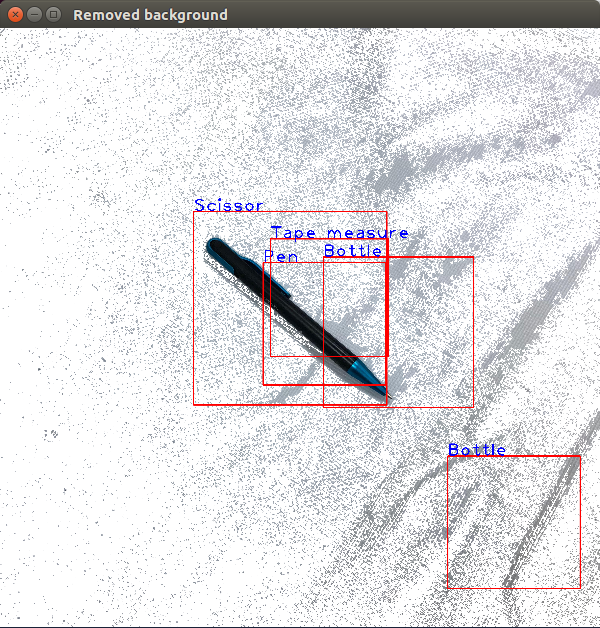 Removed background
Scissor
Tape measure
Pen
Bottle
Bottle